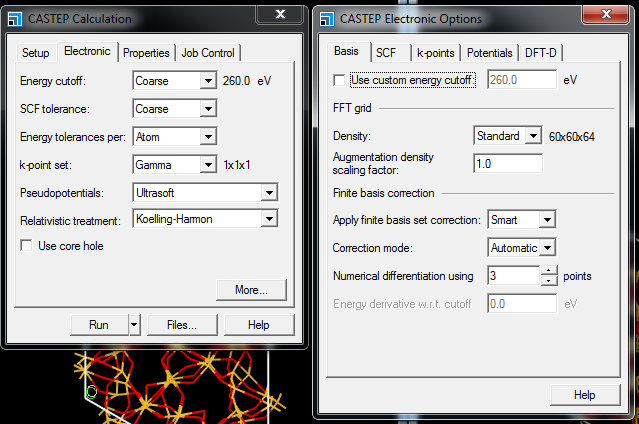 CASTEP Calculation
Setup Electronic Properties Job Control
Energy cutoff: Coarse 260.0 eV
SCF tolerance: Coarse
Energy tolerances per: Atom
k-point set: Gamma 1x1x1
Pseudopotentials: Ultrasoft
Relativistic treatment: Koelling-Harmon
Use core hole
More...
Run Files... Help
CASTEP Electronic Options
Basis SCF k-points Potentials DFT-D
Use custom energy cutoff 260.0 eV
FFT grid
Density: Standard 60x60x64
Augmentation density
scaling factor: 1.0
Finite basis correction
Apply finite basis set correction: Smart
Correction mode: Automatic
Numerical differentiation using 3 points
Energy derivative w.r.t. cutoff 0.0 eV
Help